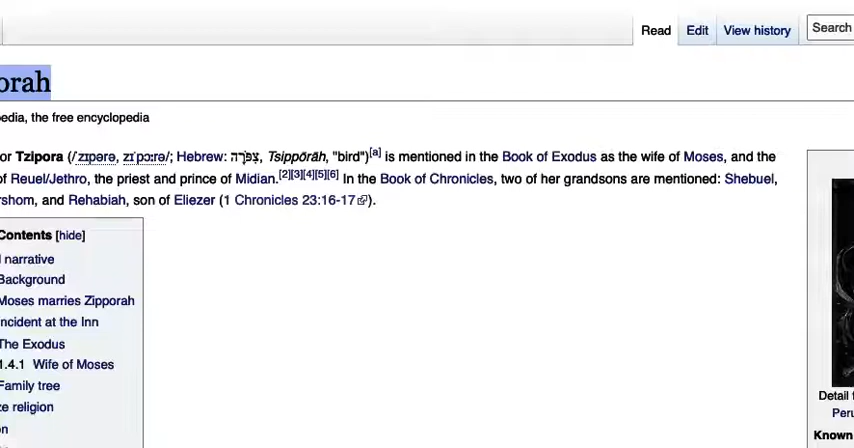 Read Edit View history Search
orah
edia, the free encyclopedia
or Tzipora (/ˈzɪpərə, zɪˈpɔːrə/; Hebrew: צִפֹּרָה, Tsippōrāh, "bird")[a] is mentioned in the Book of Exodus as the wife of Moses, and the
of Reuel/Jethro, the priest and prince of Midian.[2][3][4][5][6] In the Book of Chronicles, two of her grandsons are mentioned: Shebuel,
rshom, and Rehabiah, son of Eliezer (1 Chronicles 23:16-17).
Contents [hide]
l narrative
Background
Moses marries Zipporah
Incident at the Inn
The Exodus
1.4.1 Wife of Moses
Family tree
ze religion
on
Detail f
Peru
Known